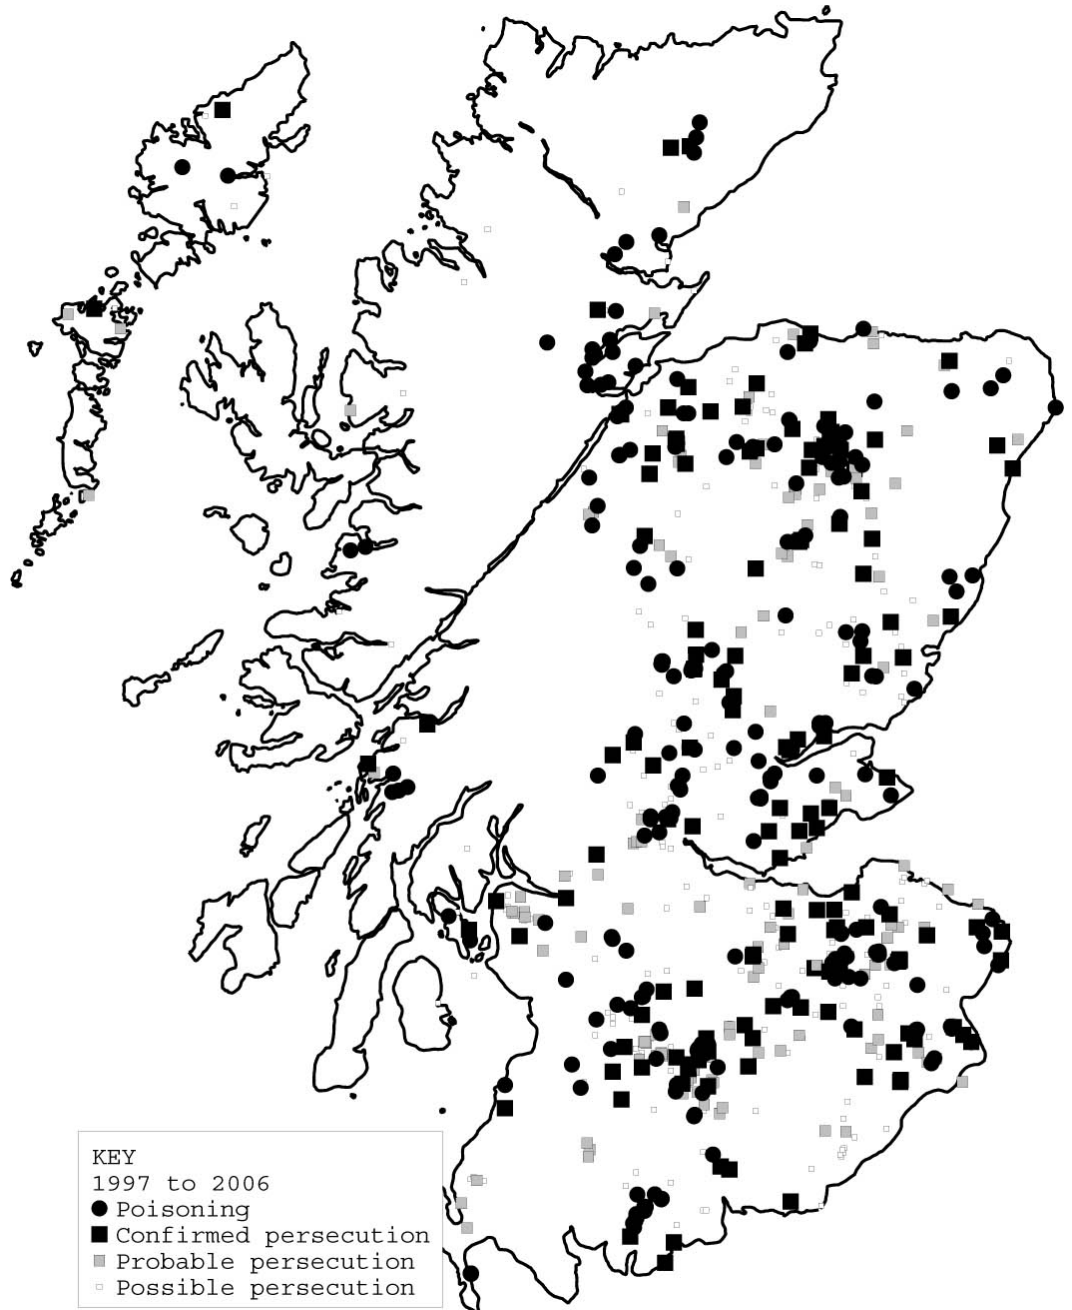 KEY
1997 to 2006
Poisoning
Confirmed persecution
Probable persecution
Possible persecution